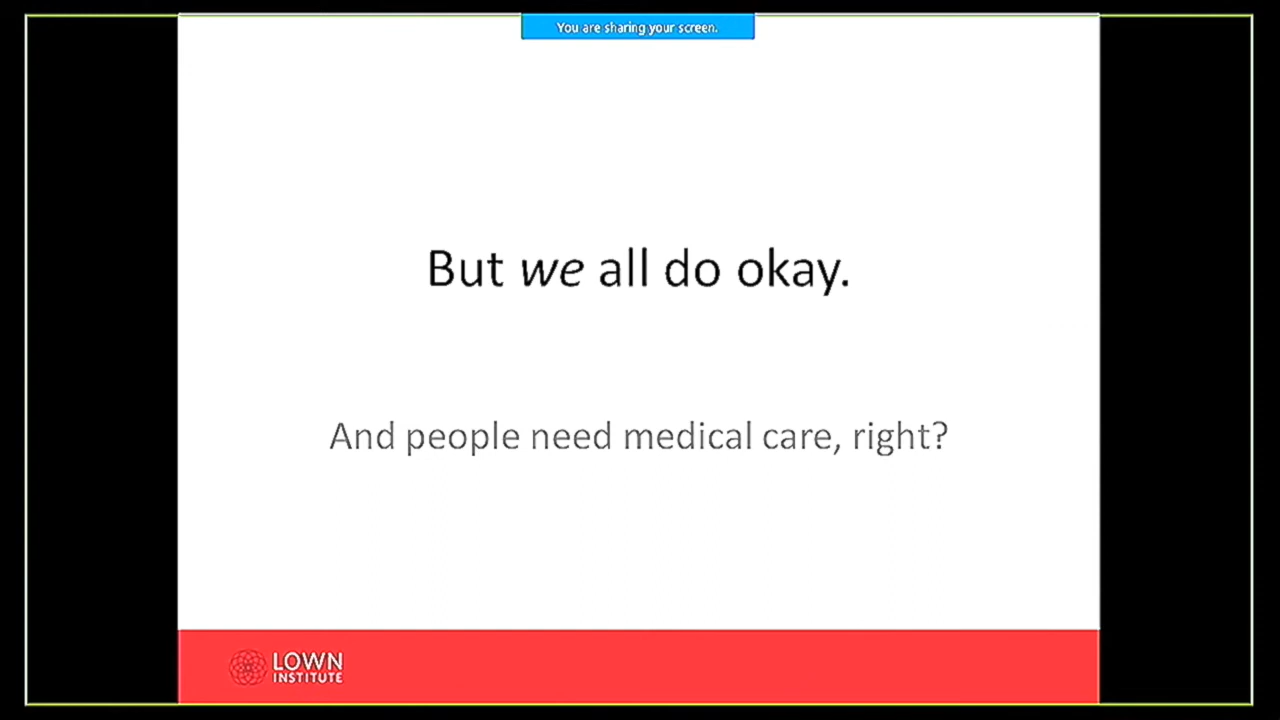 You are sharing your screen.
But we all do okay.
And people need medical care, right?
LOWN
INSTITUTE